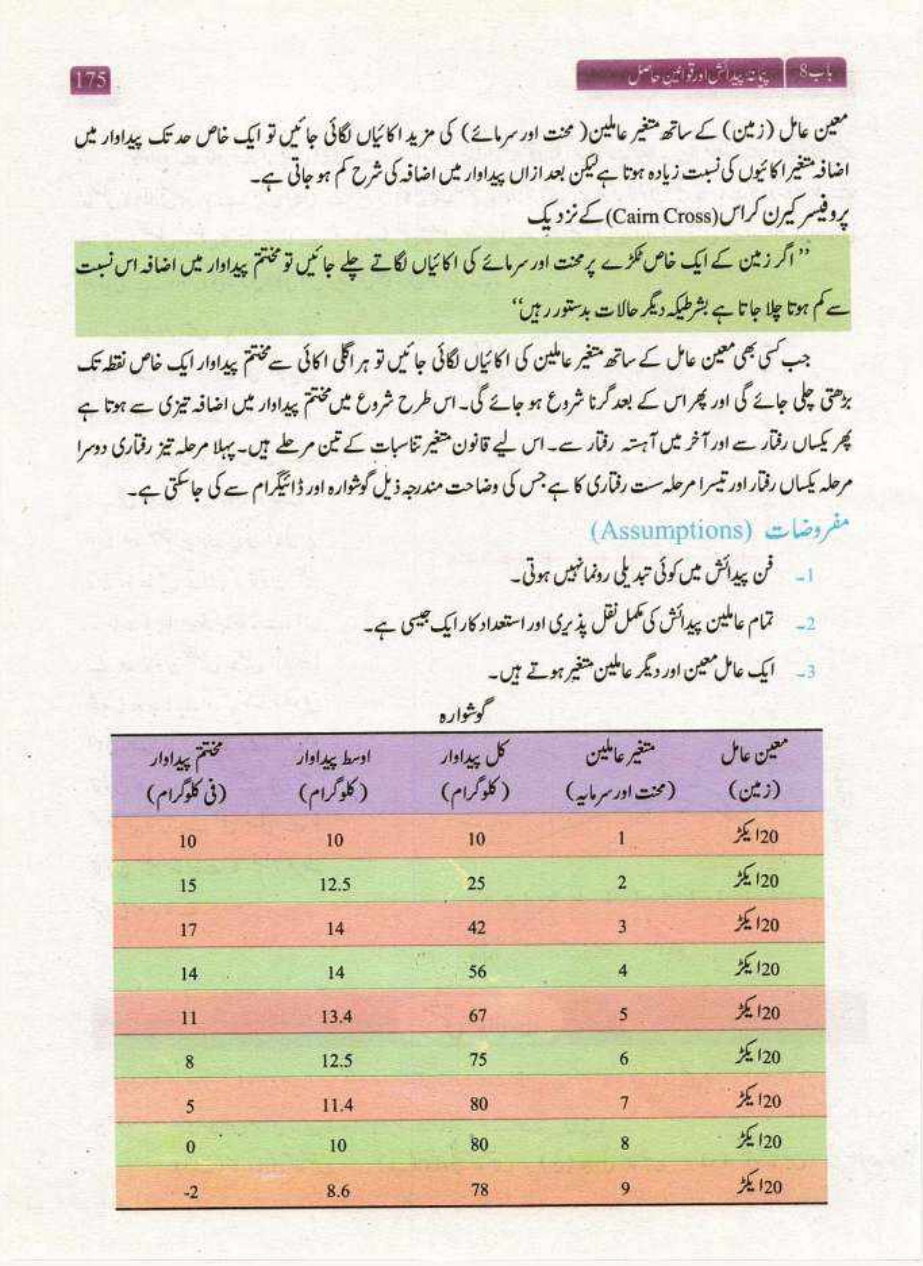 باب 8 پیمانۂ پیدائش اور قوانین حاصل
175
معین عامل (زمین) کے ساتھ متغیر عاملین (محنت اور سرمائے) کی مزید اکائیاں لگائی جائیں تو ایک خاص حد تک پیداوار میں
اضافہ متغیر اکائیوں کی نسبت زیادہ ہوتا ہے لیکن بعد ازاں پیداوار میں اضافہ کی شرح کم ہو جاتی ہے۔
پروفیسر کیرن کراس (Cairn Cross) کے نزدیک
’’اگر زمین کے ایک خاص ٹکڑے پر محنت اور سرمائے کی اکائیاں لگاتے چلے جائیں تو مختتم پیداوار میں اضافہ اس نسبت
سے کم ہوتا چلا جاتا ہے بشرطیکہ دیگر حالات بدستور رہیں‘‘
جب کسی بھی معین عامل کے ساتھ متغیر عاملین کی اکائیاں لگائی جائیں تو ہر اگلی اکائی سے مختتم پیداوار ایک خاص نقطہ تک
بڑھتی چلی جائے گی اور پھر اس کے بعد گرنا شروع ہو جائے گی۔ اس طرح شروع میں مختتم پیداوار میں اضافہ تیزی سے ہوتا ہے
پھر یکساں رفتار سے اور آخر میں آہستہ رفتار سے۔ اس لیے قانون متغیر تناسبات کے تین مرحلے ہیں۔ پہلا مرحلہ تیز رفتاری دوسرا
مرحلہ یکساں رفتار اور تیسرا مرحلہ سست رفتاری کا ہے جس کی وضاحت مندرجہ ذیل گوشوارہ اور ڈائیگرام سے کی جاسکتی ہے۔
مفروضات (Assumptions)
1۔ فن پیدائش میں کوئی تبدیلی رونما نہیں ہوتی۔
2۔ تمام عاملین پیدائش کی مکمل نقل پذیری اور استعداد کار ایک جیسی ہے۔
3۔ ایک عامل معین اور دیگر عاملین متغیر ہوتے ہیں۔
گوشوارہ
معین عامل متغیر عاملین کل پیداوار اوسط پیداوار مختتم پیداوار
(زمین) (محنت اور سرمایہ) (کلوگرام) (کلوگرام) (فی کلوگرام)
20 ایکڑ 1 10 10 10
20 ایکڑ 2 25 12.5 15
20 ایکڑ 3 42 14 17
20 ایکڑ 4 56 14 14
20 ایکڑ 5 67 13.4 11
20 ایکڑ 6 75 12.5 8
20 ایکڑ 7 80 11.4 5
20 ایکڑ 8 80 10 0
20 ایکڑ 9 78 8.6 -2